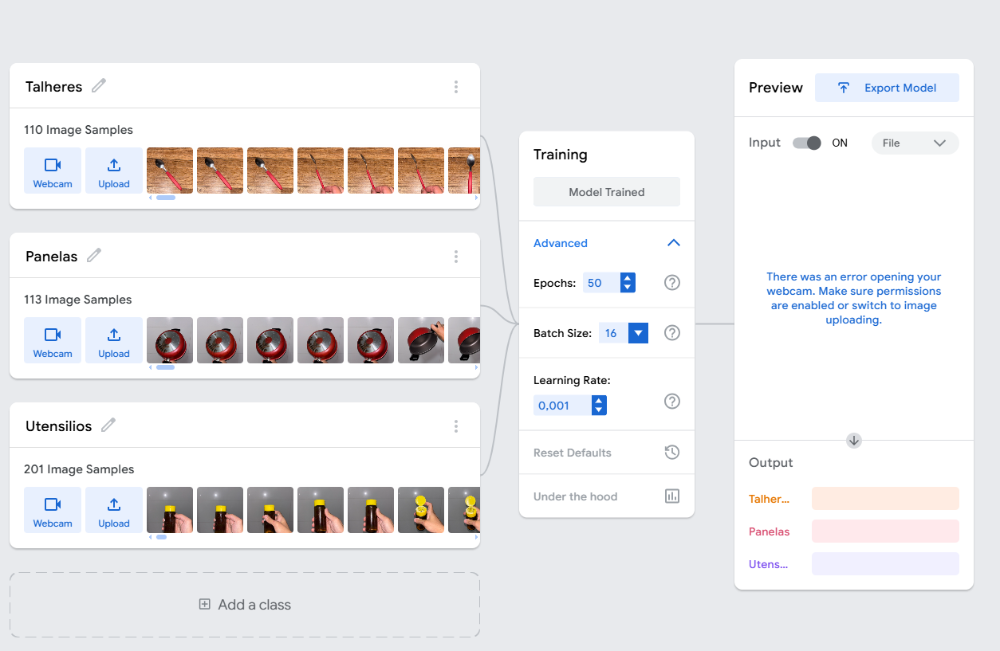 Talheres
110 Image Samples
Webcam
Upload
Panelas
113 Image Samples
Webcam
Upload
Utensilios
201 Image Samples
Webcam
Upload
Add a class
Training
Model Trained
Advanced
Epochs: 50
Batch Size: 16
Learning Rate:
0,001
Reset Defaults
Under the hood
Preview
Export Model
Input ON File
There was an error opening your
webcam. Make sure permissions
are enabled or switch to image
uploading.
Output
Talher...
Panelas
Utens...